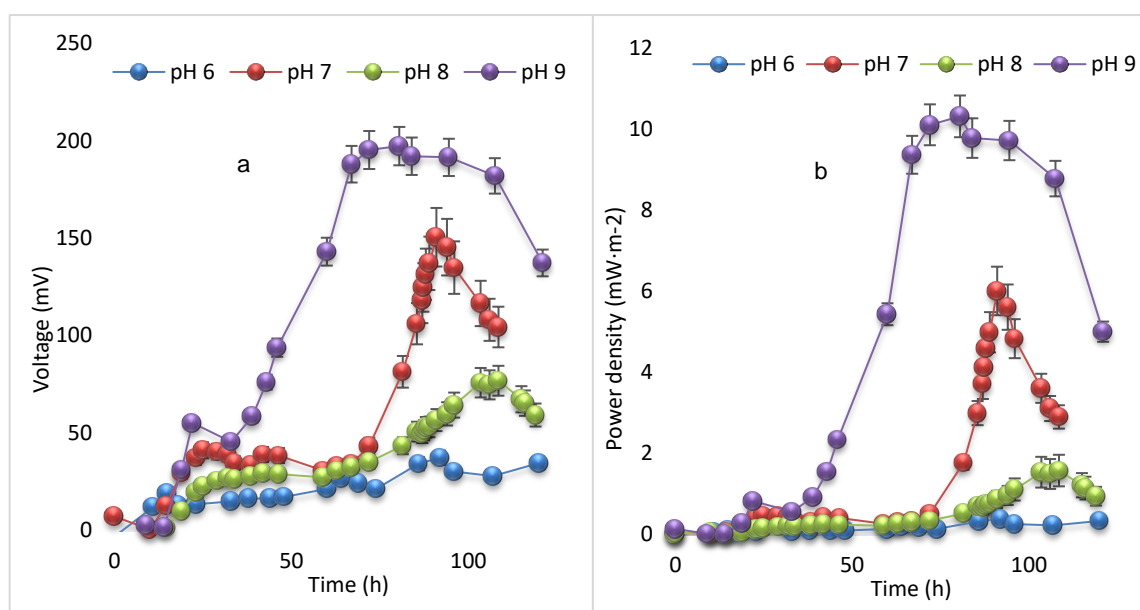 250
200
150
100
50
0
Voltage (mV)
pH 6 pH 7 pH 8 pH 9
a
0 50 100
Time (h)
12
10
8
6
4
2
0
Power density (mW·m-2)
pH 6 pH 7 pH 8 pH 9
b
0 50 100
Time (h)